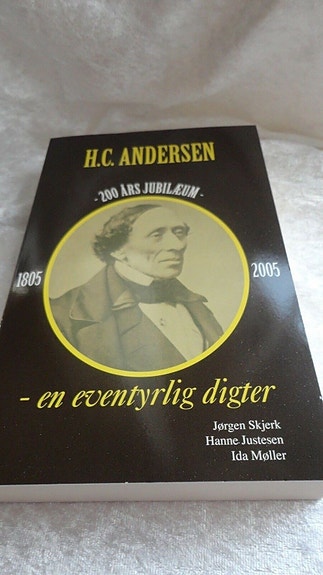 H.C. ANDERSEN
- 200 ÅRS JUBILÆUM -
1805 2005
- en eventyrlig digter
Jørgen Skjerk
Hanne Justesen
Ida Møller